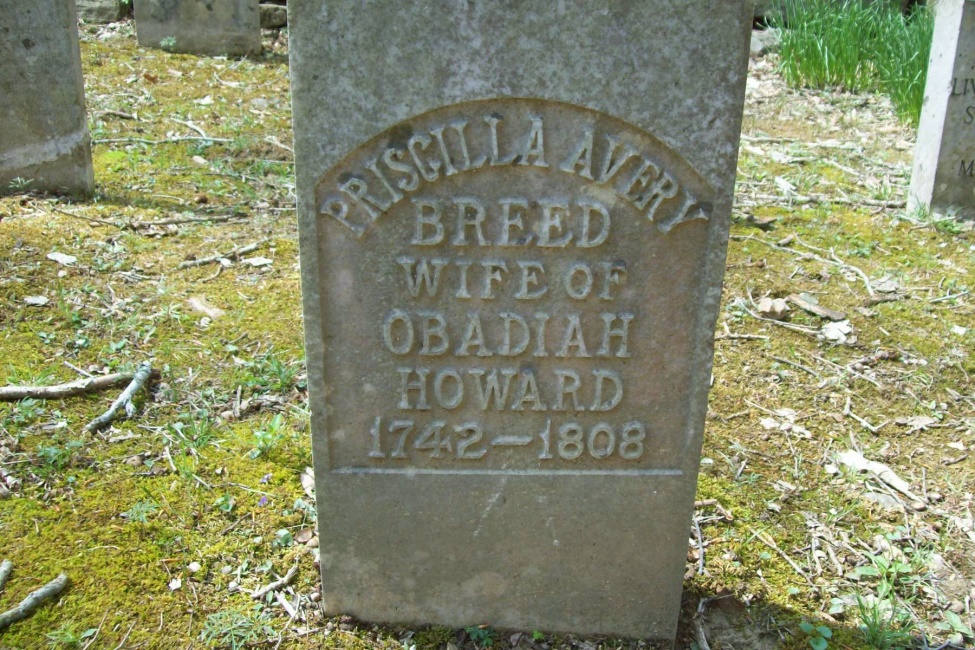 PRISCILLA AVERY
BREED
WIFE OF
OBADIAH
HOWARD
1742–1808